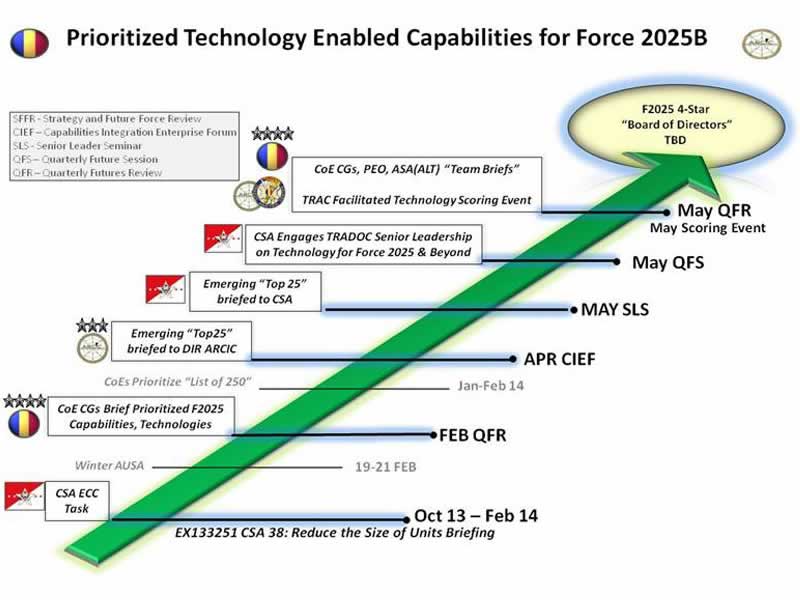 Prioritized Technology Enabled Capabilities for Force 2025B
SFFR - Strategy and Future Force Review
CIEF – Capabilities Integration Enterprise Forum
SLS - Senior Leader Seminar
QFS – Quarterly Future Session
QFR – Quarterly Futures Review
F2025 4-Star
“Board of Directors”
TBD
CoE CGs, PEO, ASA(ALT) “Team Briefs”
TRAC Facilitated Technology Scoring Event
May QFR
May Scoring Event
CSA Engages TRADOC Senior Leadership
on Technology for Force 2025 & Beyond
May QFS
Emerging “Top 25”
briefed to CSA
MAY SLS
Emerging “Top25”
briefed to DIR ARCIC
APR CIEF
CoEs Prioritize “List of 250”
Jan-Feb 14
CoE CGs Brief Prioritized F2025
Capabilities, Technologies
FEB QFR
Winter AUSA
19-21 FEB
CSA ECC
Task
Oct 13 – Feb 14
EX133251 CSA 38: Reduce the Size of Units Briefing